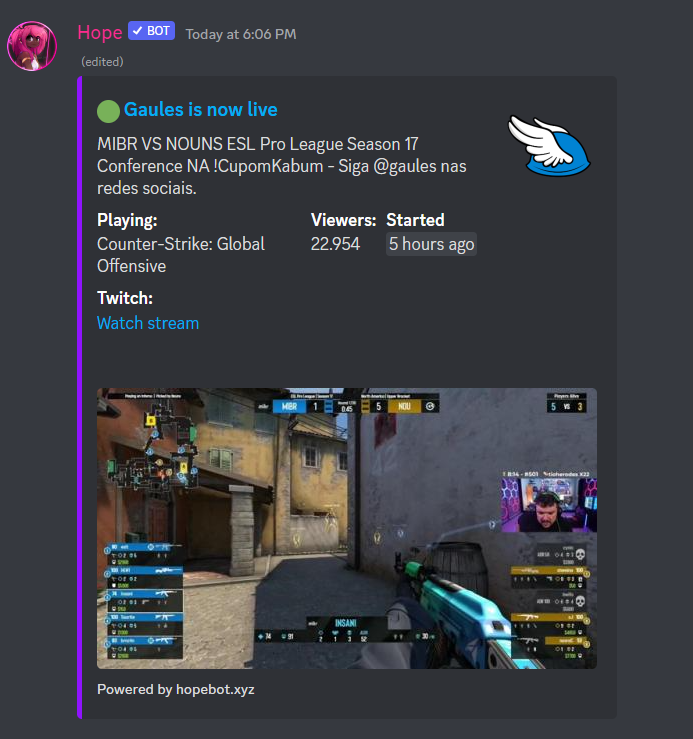 Hope ✓ BOT Today at 6:06 PM
(edited)
Gaules is now live
MIBR VS NOUNS ESL Pro League Season 17
Conference NA !CupomKabum - Siga @gaules nas
redes sociais.
Playing: Viewers: Started
Counter-Strike: Global 22.954 5 hours ago
Offensive
Twitch:
Watch stream
MIBR 1 5 NOU
0:45
Players Alive
5 VS 3
INSANI
74 91
Powered by hopebot.xyz